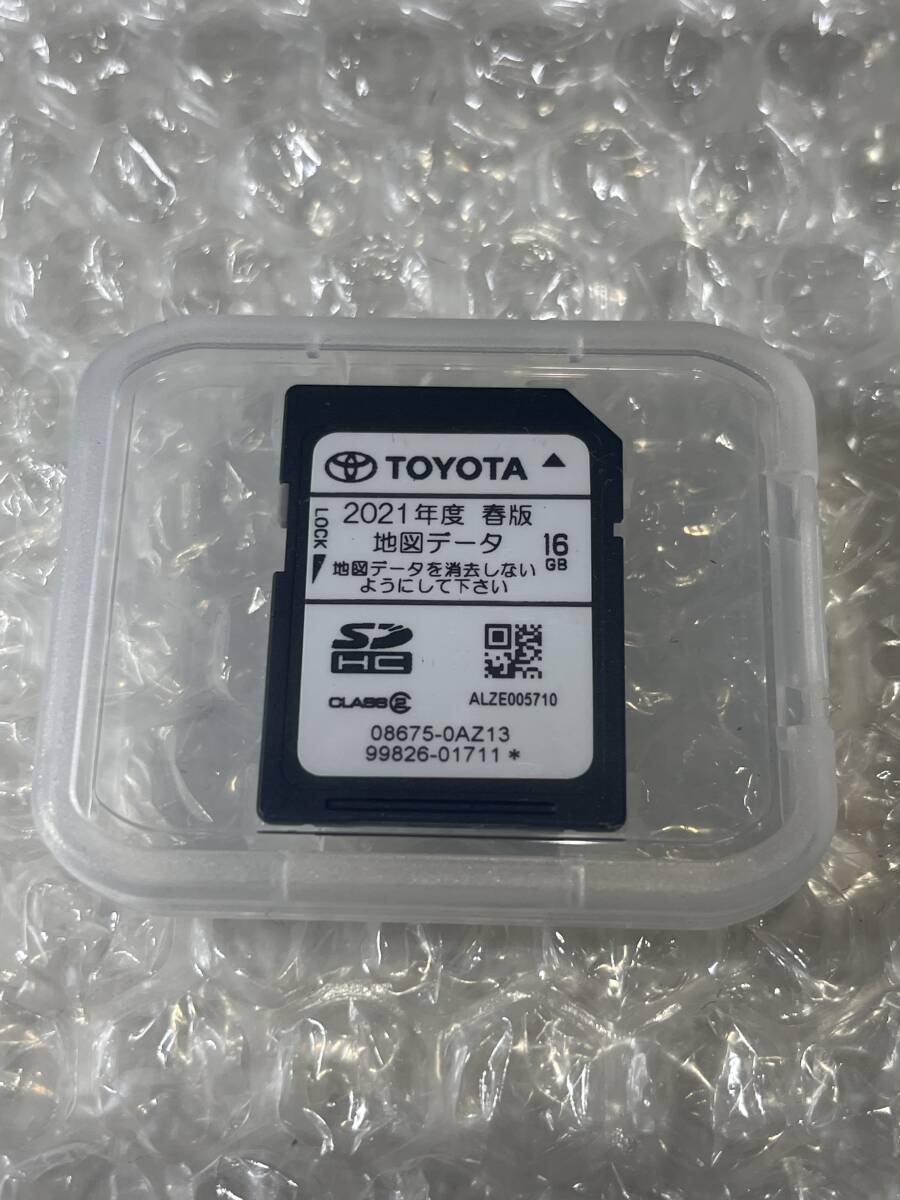 TOYOTA
LOCK
2021年度 春版
地図データ
16
GB
地図データを消去しない
ようにして下さい
SD
HC
CLASS 2
ALZE005710
08675-0AZ13
99826-01711 *